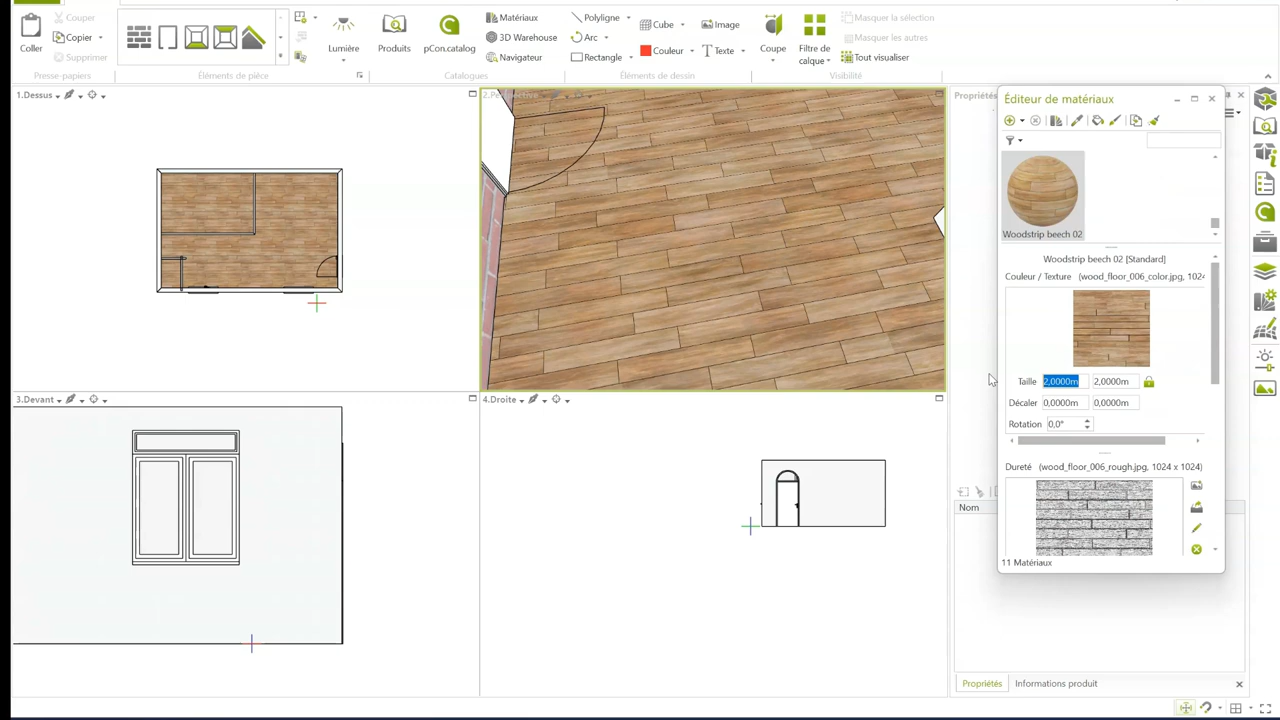 Couper
Copier
Supprimer
Coller
Presse-papiers
Éléments de pièce
Lumière
Produits
pCon.catalog
Matériaux
3D Warehouse
Navigateur
Catalogues
Polyligne
Arc
Rectangle
Cube
Couleur
Image
Texte
Éléments de dessin
Coupe
Filtre de
calque
Masquer la sélection
Masquer les autres
Tout visualiser
Visibilité
1.Dessus
3.Devant
4.Droite
Éditeur de matériaux
Woodstrip beech 02
Woodstrip beech 02 [Standard]
Couleur / Texture (wood_floor_006_color.jpg, 1024
Taille 2,0000m 2,0000m
Décaler 0,0000m 0,0000m
Rotation 0,0°
Dureté (wood_floor_006_rough.jpg, 1024 x 1024)
11 Matériaux
Nom
Propriétés Informations produit